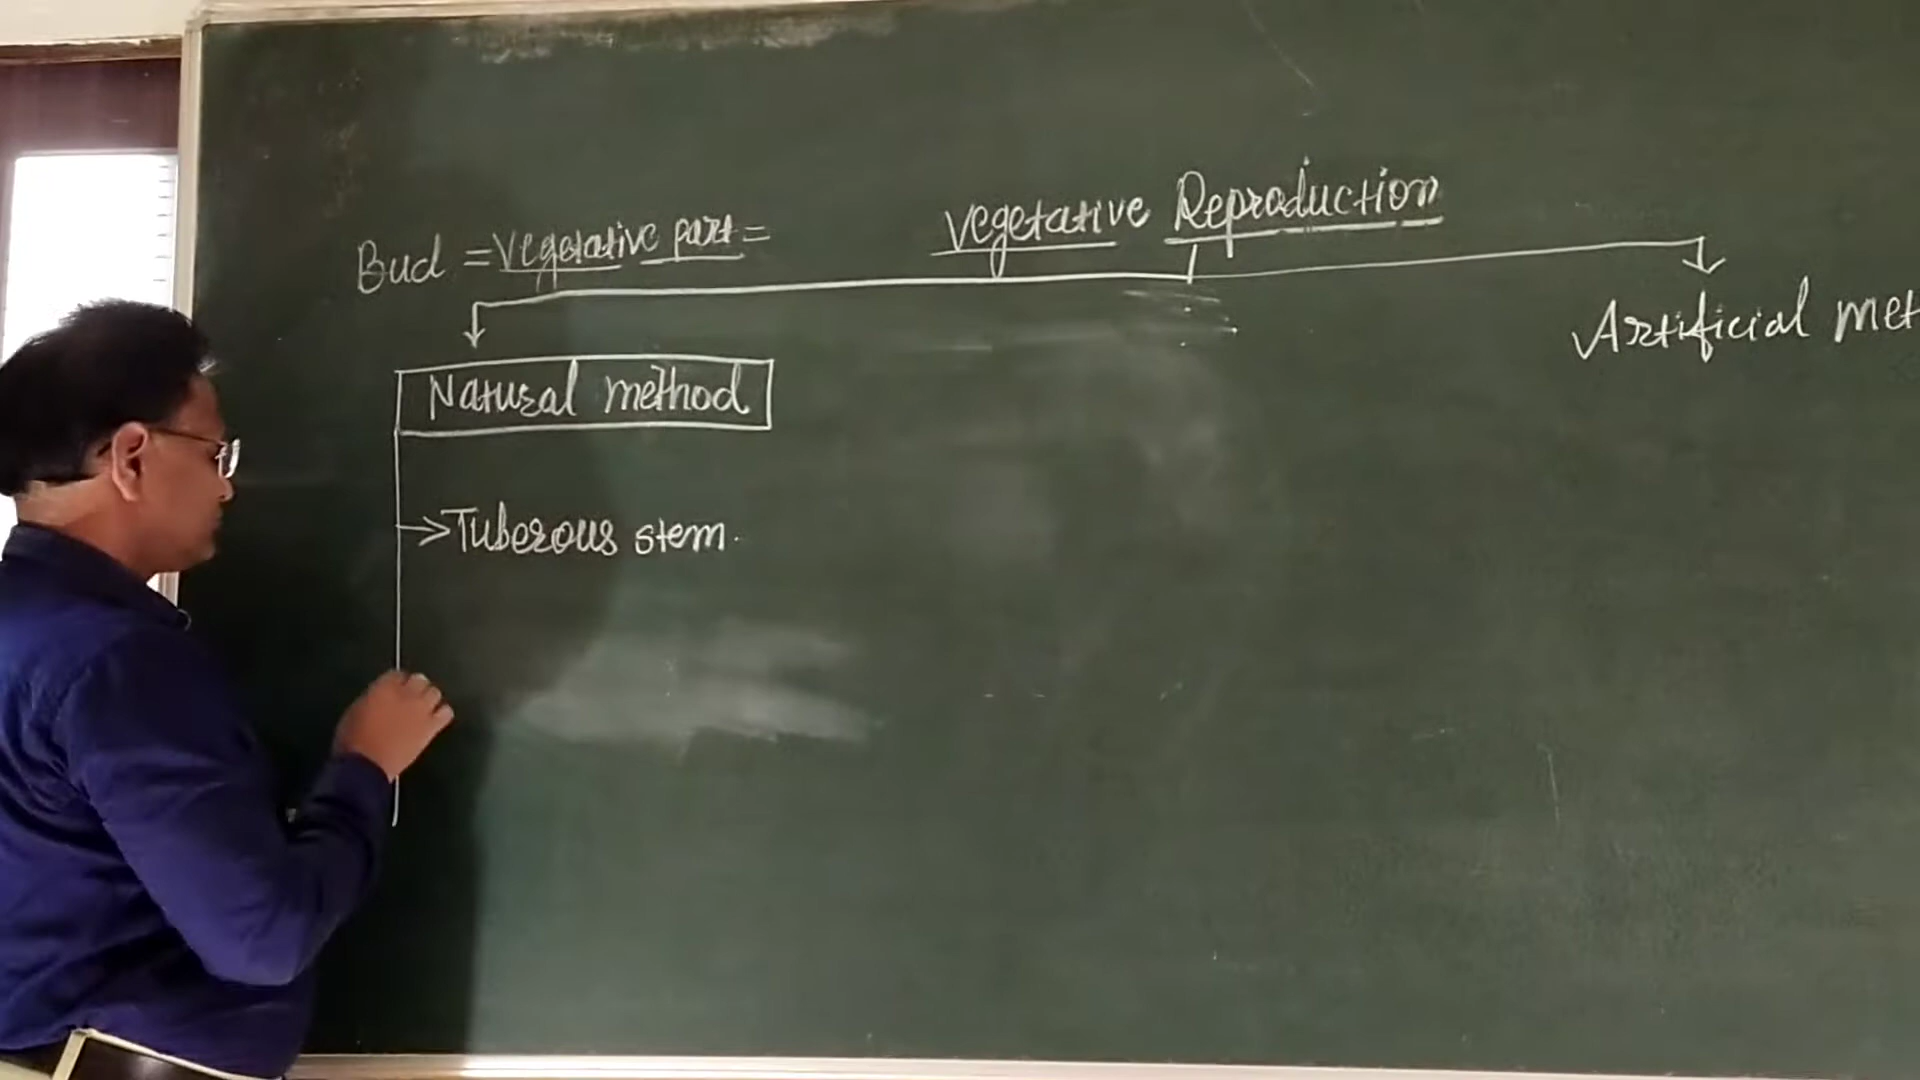 Vegetative Reproduction
Bud = Vegetative part =
Natural method
Artificial met
Tuberous stem.